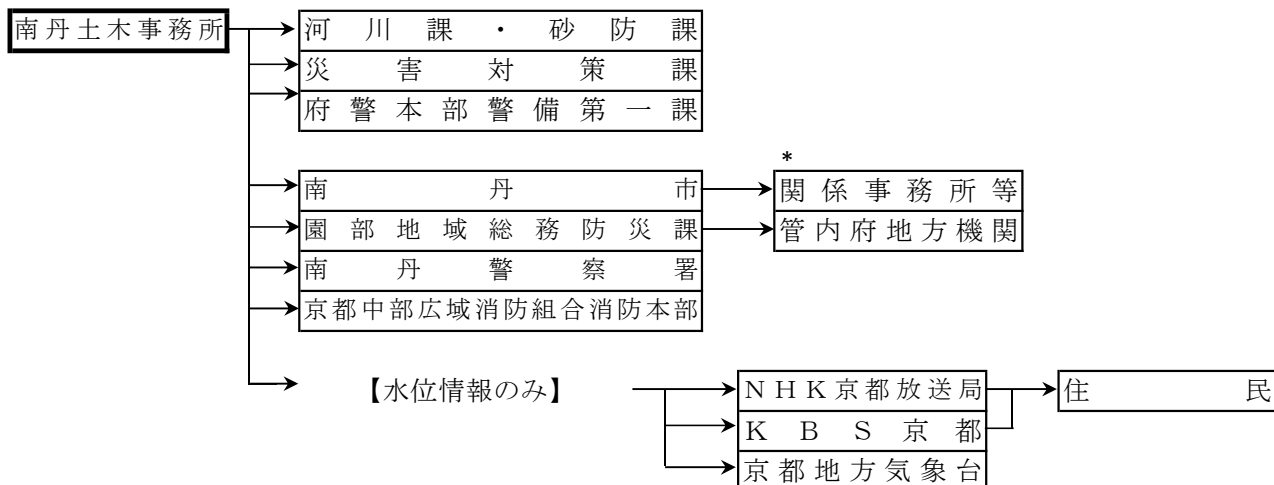 南丹土木事務所
河川課・砂防課
災害対策課
府警本部警備第一課
*
南丹市
関係事務所等
園部地域総務防災課
管内府地方機関
南丹警察署
京都中部広域消防組合消防本部
【水位情報のみ】
NHK京都放送局
住民
KBS京都
京都地方気象台